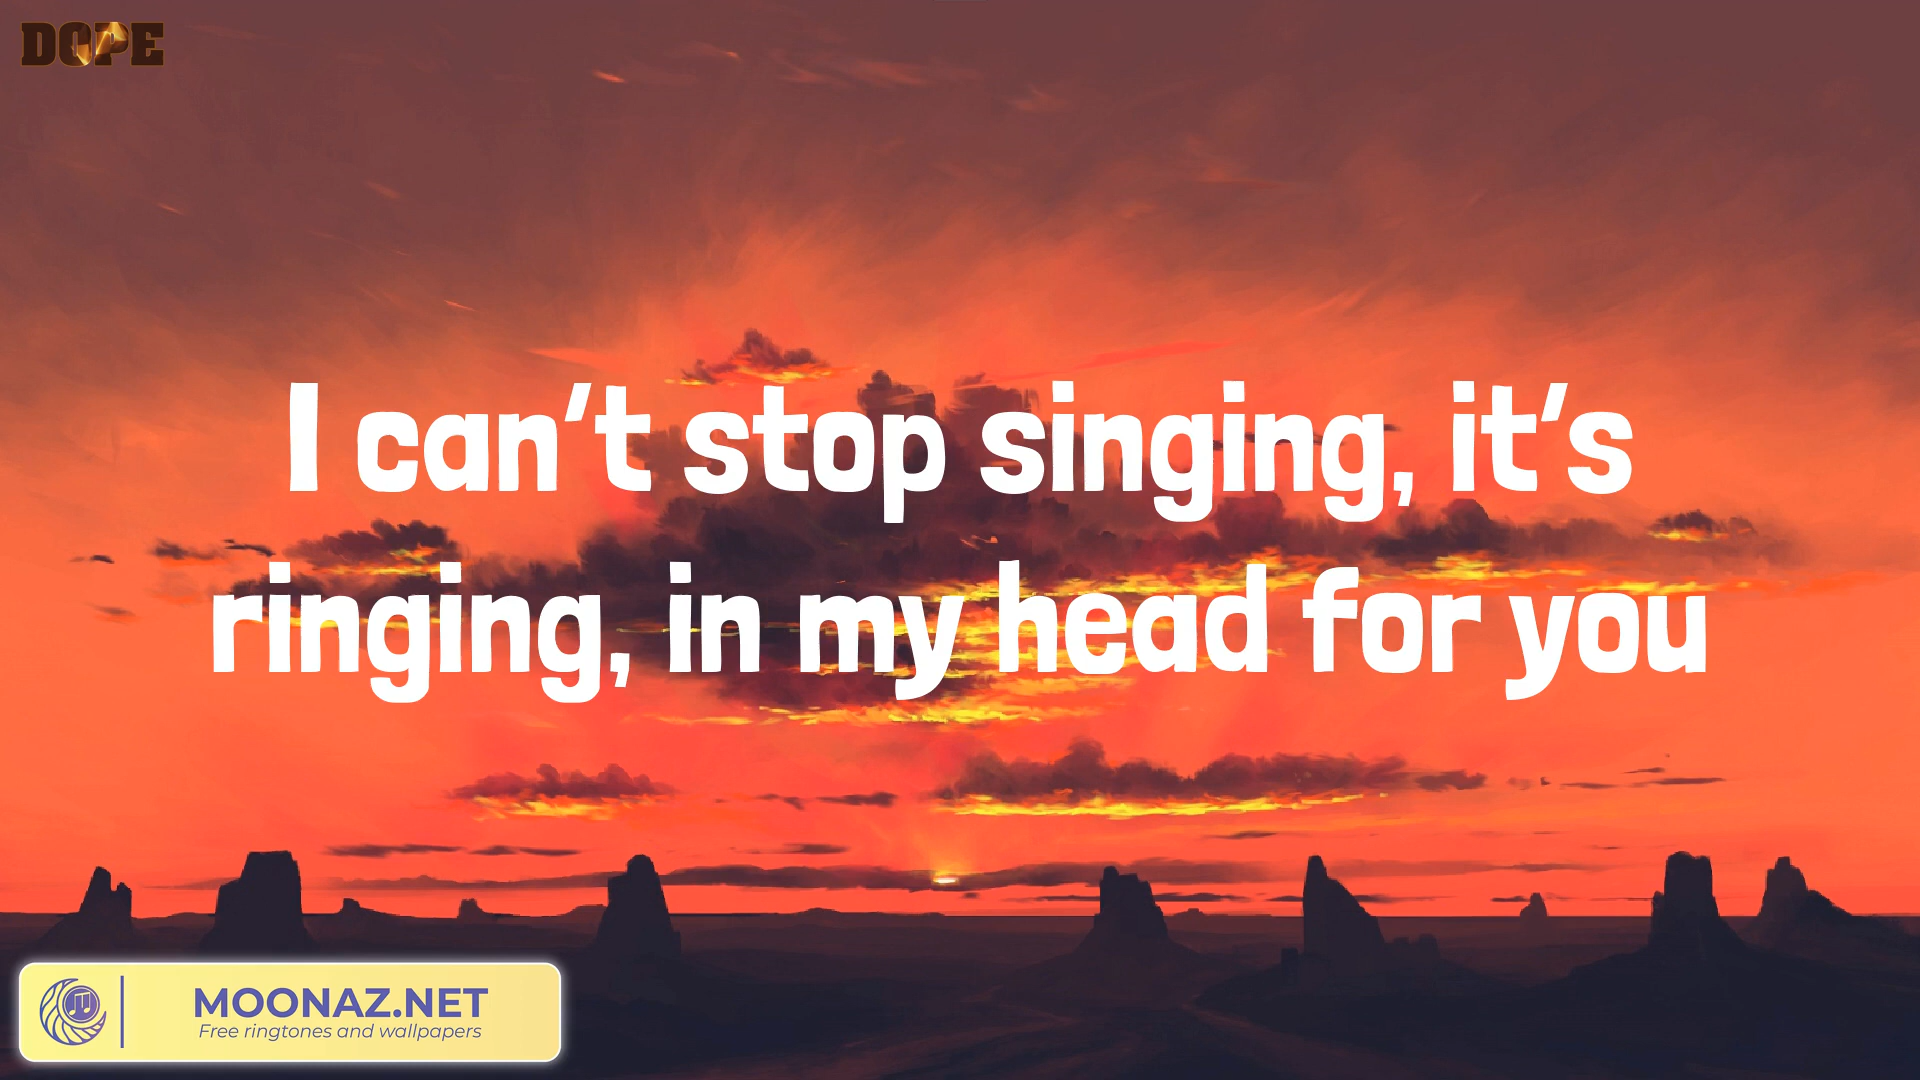 DOPE
I can't stop singing, it's
ringing, in my head for you
MOONAZ.NET
Free ringtones and wallpapers